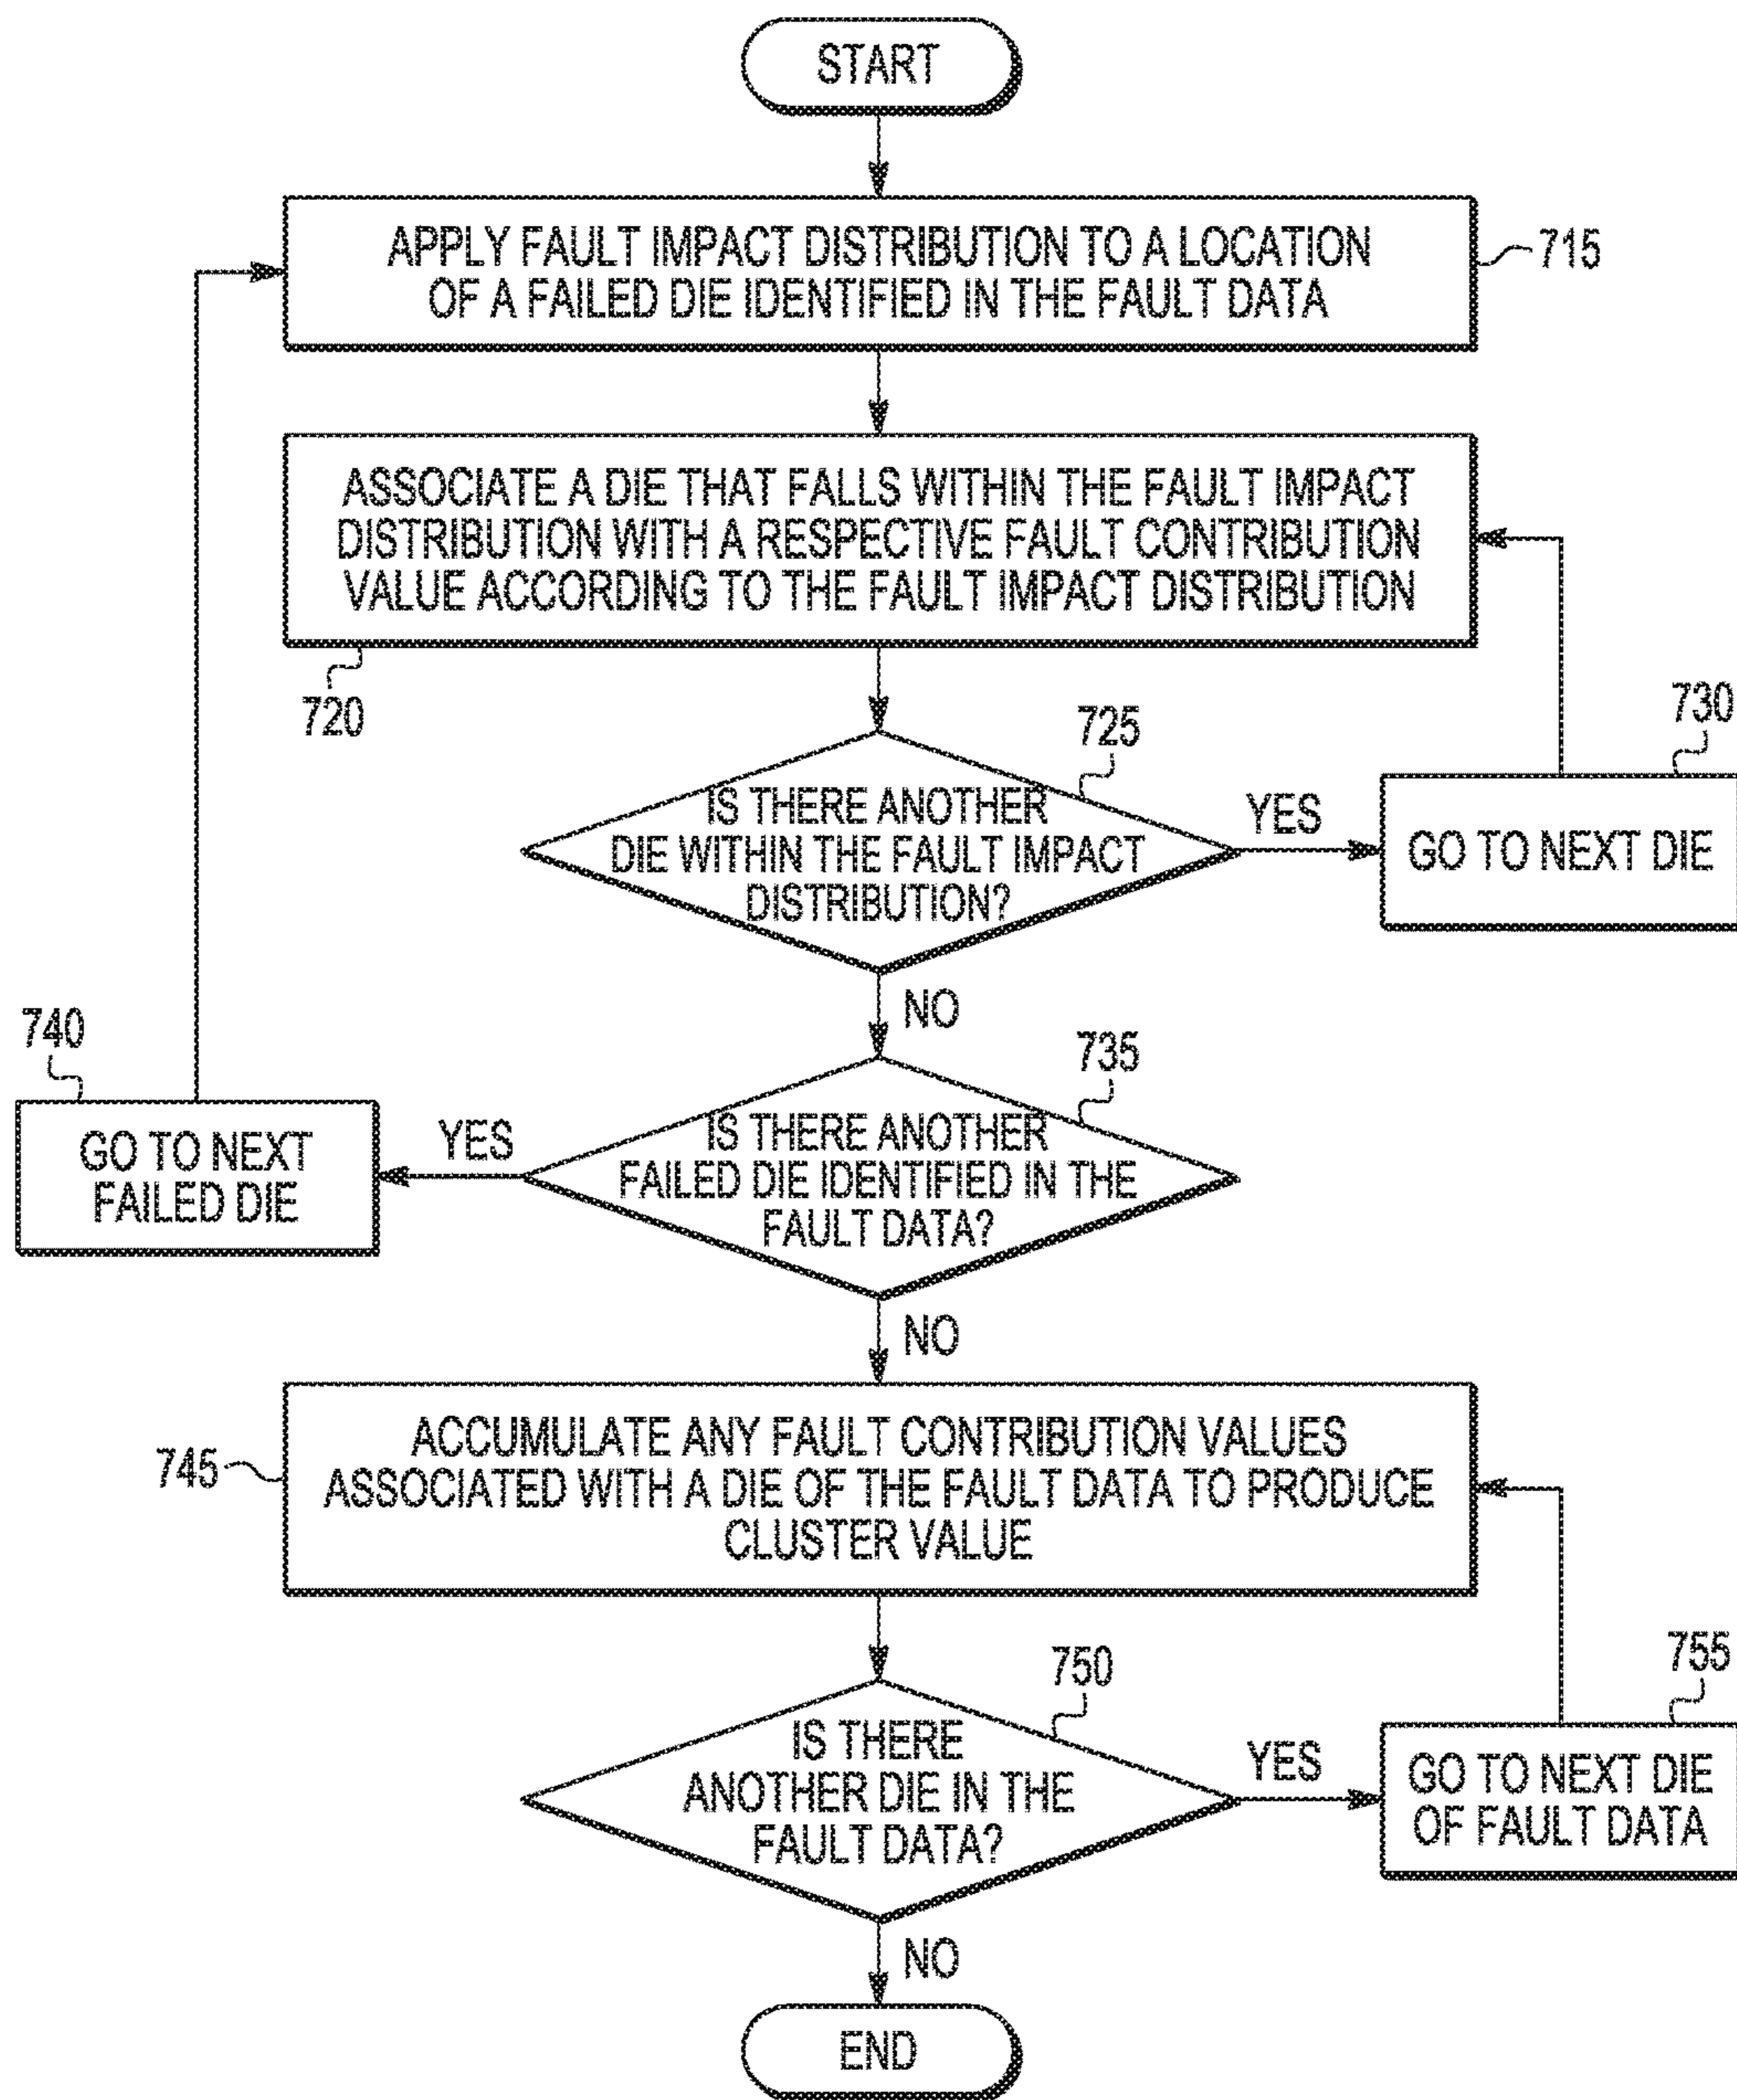 START
APPLY FAULT IMPACT DISTRIBUTION TO A LOCATION
OF A FAILED DIE IDENTIFIED IN THE FAULT DATA
715
ASSOCIATE A DIE THAT FALLS WITHIN THE FAULT IMPACT
DISTRIBUTION WITH A RESPECTIVE FAULT CONTRIBUTION
VALUE ACCORDING TO THE FAULT IMPACT DISTRIBUTION
720
725
730
IS THERE ANOTHER
DIE WITHIN THE FAULT IMPACT
DISTRIBUTION?
YES
GO TO NEXT DIE
NO
740
735
GO TO NEXT
FAILED DIE
YES
IS THERE ANOTHER
FAILED DIE IDENTIFIED IN THE
FAULT DATA?
NO
745
ACCUMULATE ANY FAULT CONTRIBUTION VALUES
ASSOCIATED WITH A DIE OF THE FAULT DATA TO PRODUCE
CLUSTER VALUE
750
755
IS THERE
ANOTHER DIE IN THE
FAULT DATA?
YES
GO TO NEXT DIE
OF FAULT DATA
NO
END